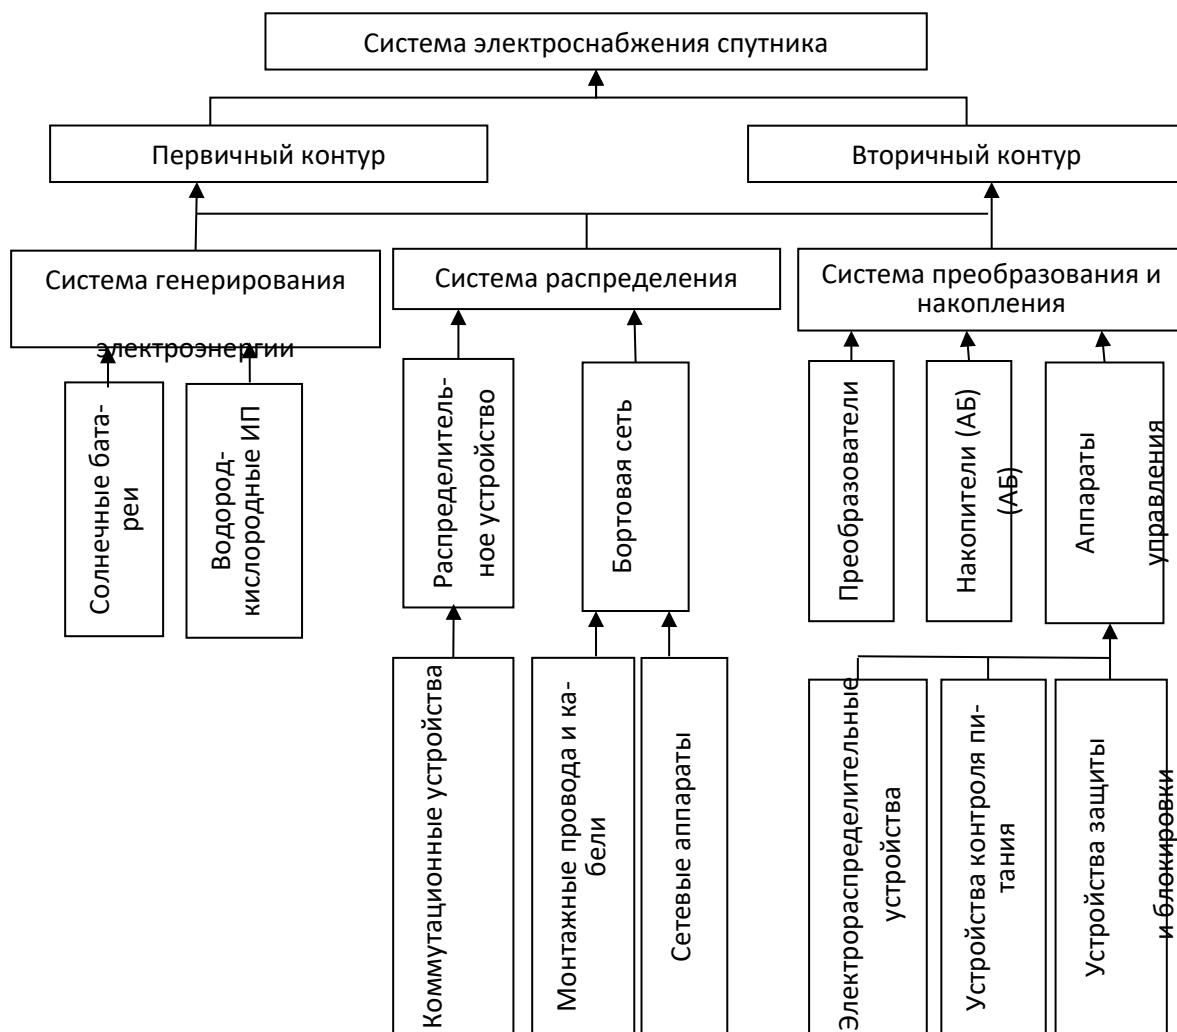 Система электроснабжения спутника
Первичный контур
Вторичный контур
Система генерирования
электроэнергии
Система распределения
Система преобразования и
накопления
Солнечные бата-
реи
Водород-
кислородные ИП
Распределитель-
ное устройство
Бортовая сеть
Преобразователи
Накопители (АБ)
(АБ)
Аппараты
управления
Коммутационные устройства
Монтажные провода и ка-
бели
Сетевые аппараты
Электрораспределительные
устройства
Устройства контроля пи-
тания
Устройства защиты
и блокировки